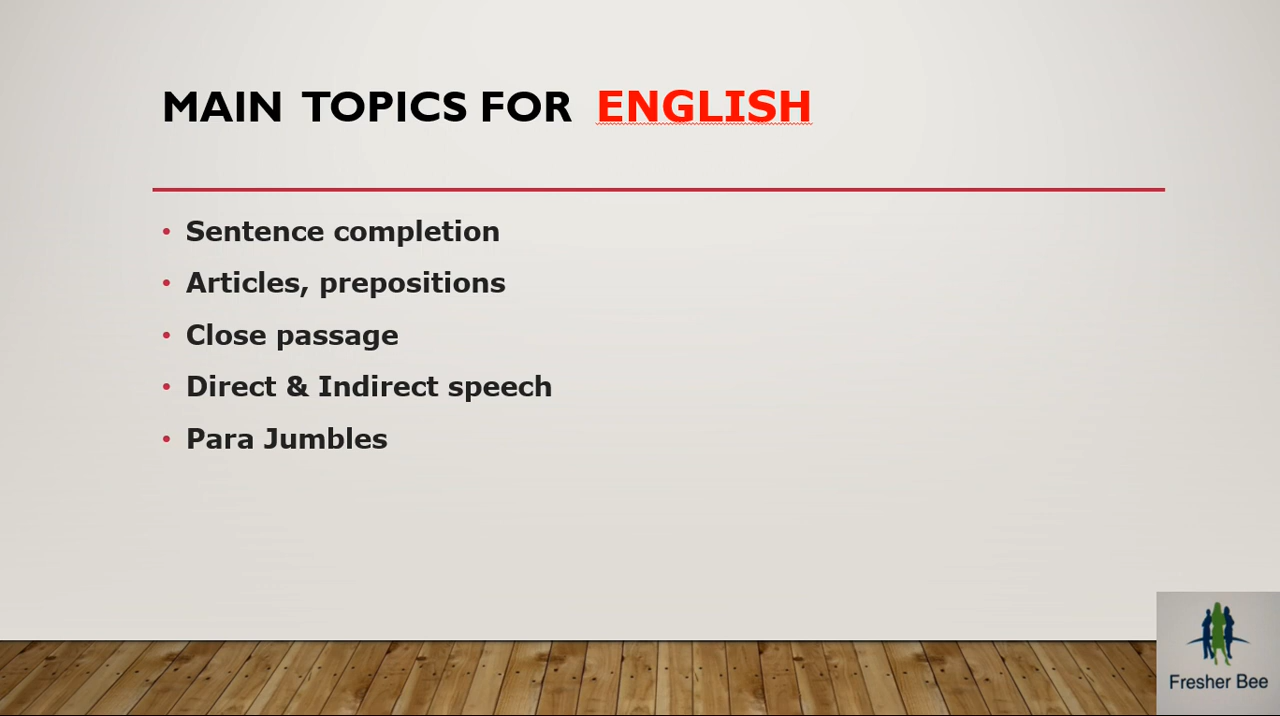 MAIN TOPICS FOR ENGLISH
• Sentence completion
• Articles, prepositions
• Close passage
• Direct & Indirect speech
• Para Jumbles
Fresher Bee